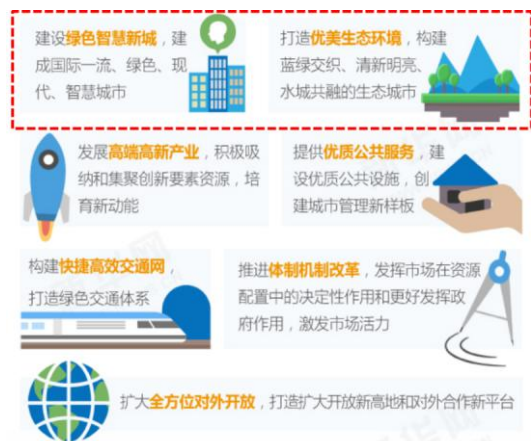 建设绿色智慧新城，建
成国际一流、绿色、现
代、智慧城市
打造优美生态环境，构建
蓝绿交织、清新明亮、
水城共融的生态城市
发展高端高新产业，积极吸
纳和集聚创新要素资源，培
育新动能
提供优质公共服务，建
设优质公共设施，创
建城市管理新样板
构建快捷高效交通网，
打造绿色交通体系
推进体制机制改革，发挥市场在资源
配置中的决定性作用和更好发挥政
府作用，激发市场活力
扩大全方位对外开放，打造扩大开放新高地和对外合作新平台